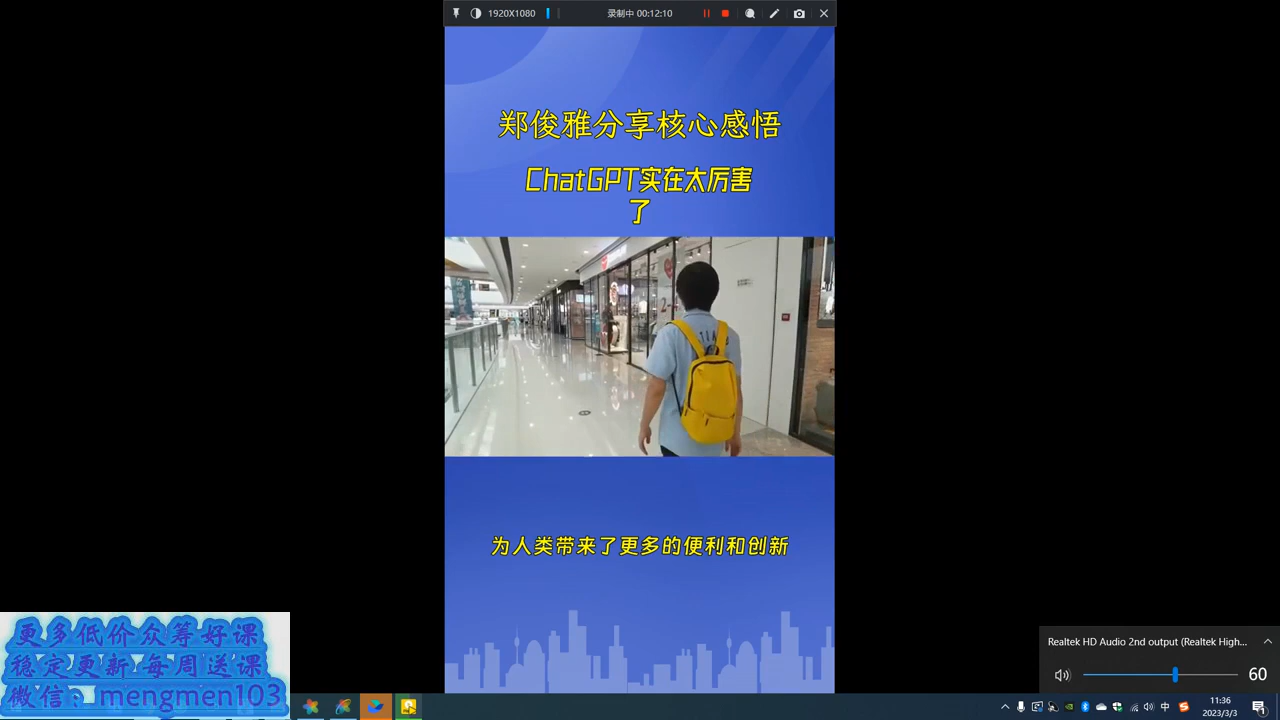 1920X1080
录制中 00:12:10
郑俊雅分享核心感悟
ChatGPT实在太厉害
了
为人类带来了更多的便利和创新
更多低价众筹好课
稳定更新 每周送课
微信：mengmen103
Realtek HD Audio 2nd output (Realtek High...
60
中
11:36
2023/3/3